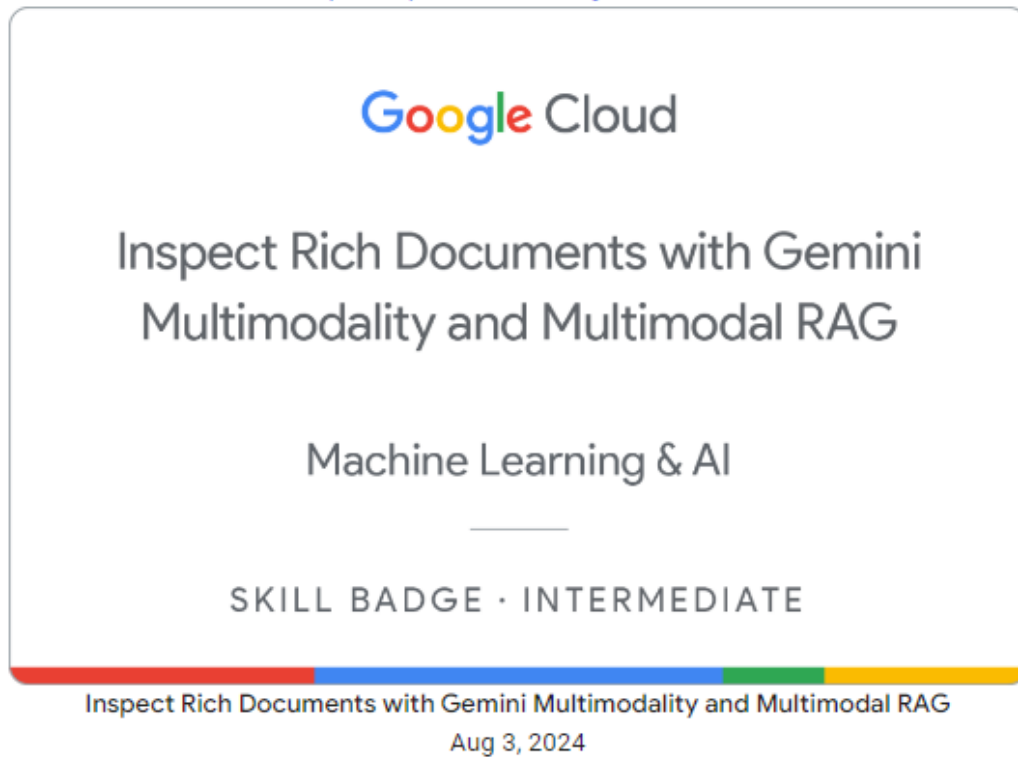 Google Cloud
Inspect Rich Documents with Gemini
Multimodality and Multimodal RAG
Machine Learning & AI
SKILL BADGE · INTERMEDIATE
Inspect Rich Documents with Gemini Multimodality and Multimodal RAG
Aug 3, 2024